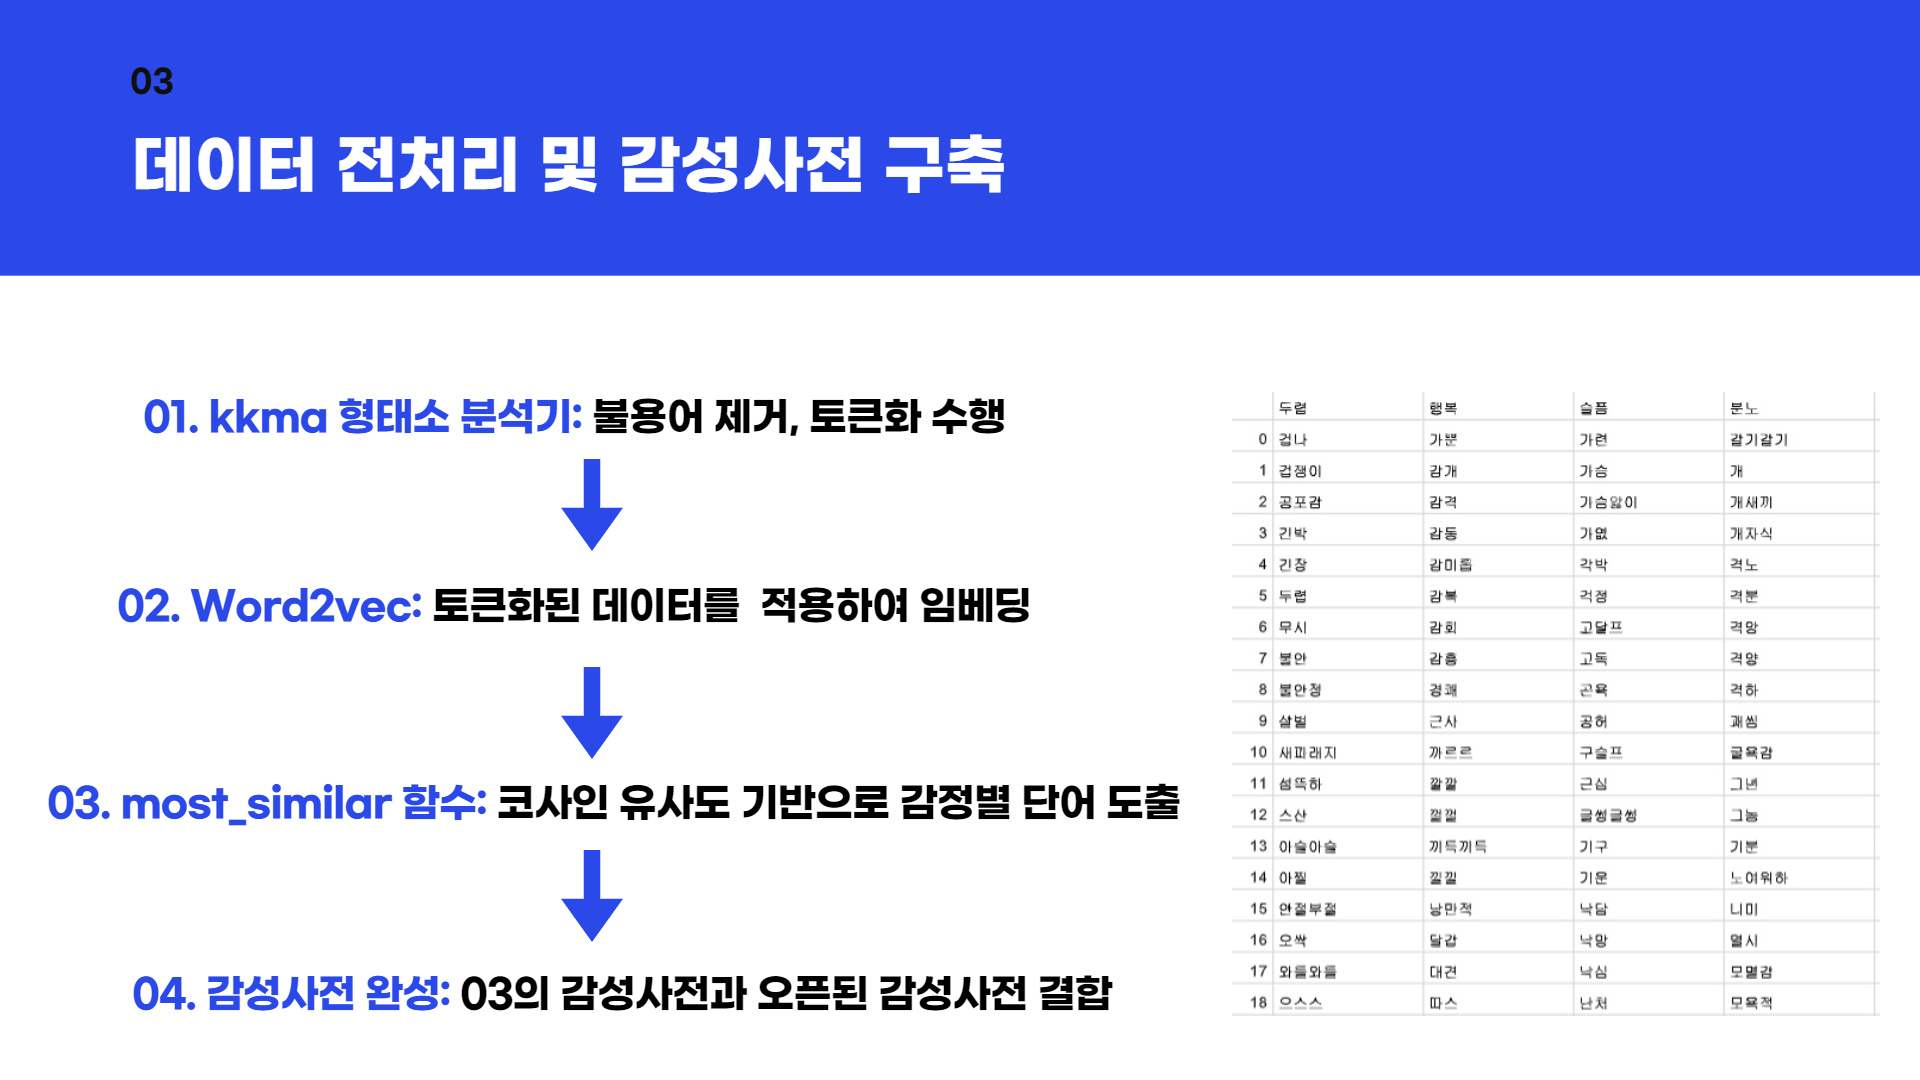 03
데이터 전처리 및 감성사전 구축
01. kkma 형태소 분석기: 불용어 제거, 토큰화 수행
02. Word2vec: 토큰화된 데이터를 적용하여 임베딩
03. most_similar 함수: 코사인 유사도 기반으로 감정별 단어 도출
04. 감성사전 완성: 03의 감성사전과 오픈된 감성사전 결합
두렵 행복 슬픔 분노
0 겁나 가뿐 가련 갈기갈기
1 겁쟁이 감개 가슴 개
2 공포감 감격 가슴앓이 개새끼
3 긴박 감동 가엾 개자식
4 긴장 감미롭 각박 격노
5 두렵 감복 걱정 격분
6 무시 감회 고달프 격앙
7 불안 감흥 고독 격양
8 불안정 경쾌 곤욕 격하
9 살벌 근사 공허 괘씸
10 새파래지 까르르 구슬프 굴욕감
11 섬뜩하 깔깔 근심 그년
12 스산 껄껄 글썽글썽 그놈
13 아슬아슬 끼득끼득 기구 기분
14 아찔 낄낄 기운 노여워하
15 안절부절 낭만적 낙담 니미
16 오싹 달갑 낙망 멸시
17 와들와들 대견 낙심 모멸감
18 으스스 따스 난처 모욕적